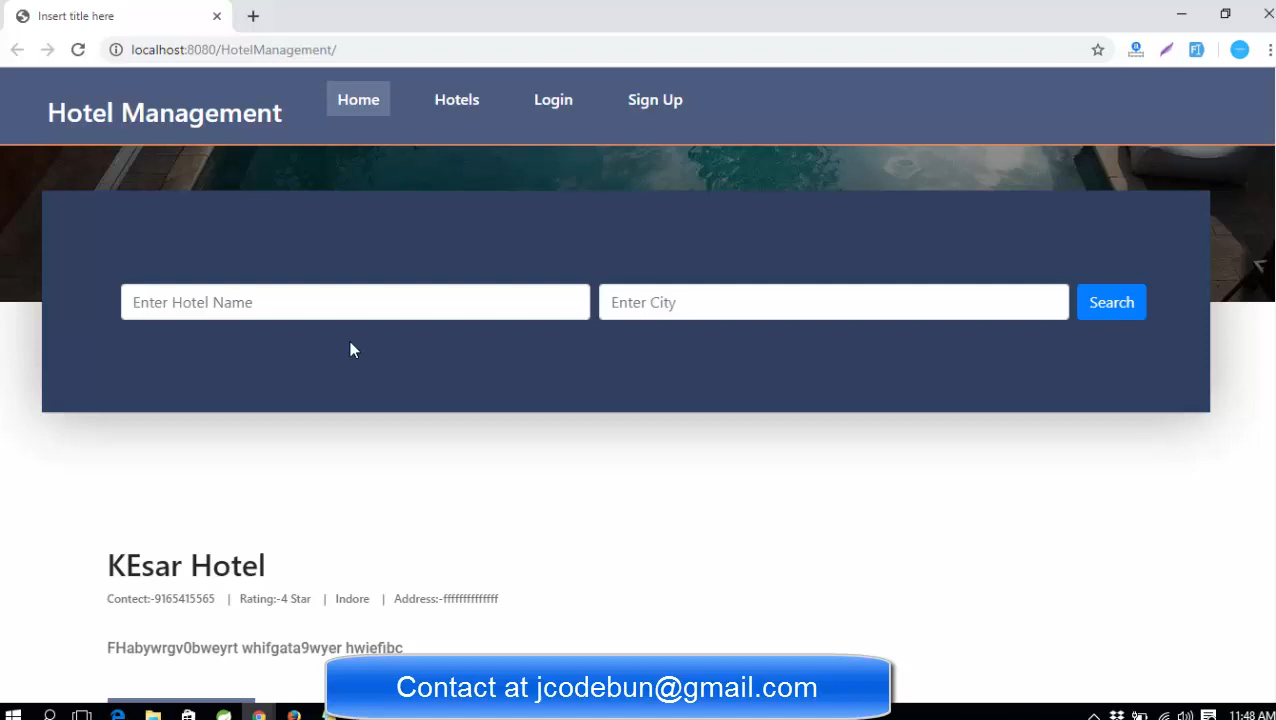 Insert title here
localhost:8080/HotelManagement/
Hotel Management
Home
Hotels
Login
Sign Up
Enter Hotel Name
Enter City
Search
KEsar Hotel
Contect:-9165415565 | Rating:-4 Star | Indore | Address:-ffffffffffffff
FHabywrgv0bweyrt whifgata9wyer hwiefibc
Contact at jcodebun@gmail.com
11:48 AM